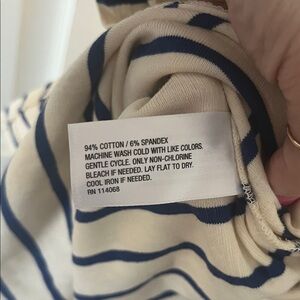 94% COTTON / 6% SPANDEX
MACHINE WASH COLD WITH LIKE COLORS.
GENTLE CYCLE. ONLY NON-CHLORINE
BLEACH IF NEEDED. LAY FLAT TO DRY.
COOL IRON IF NEEDED.
RN 114068